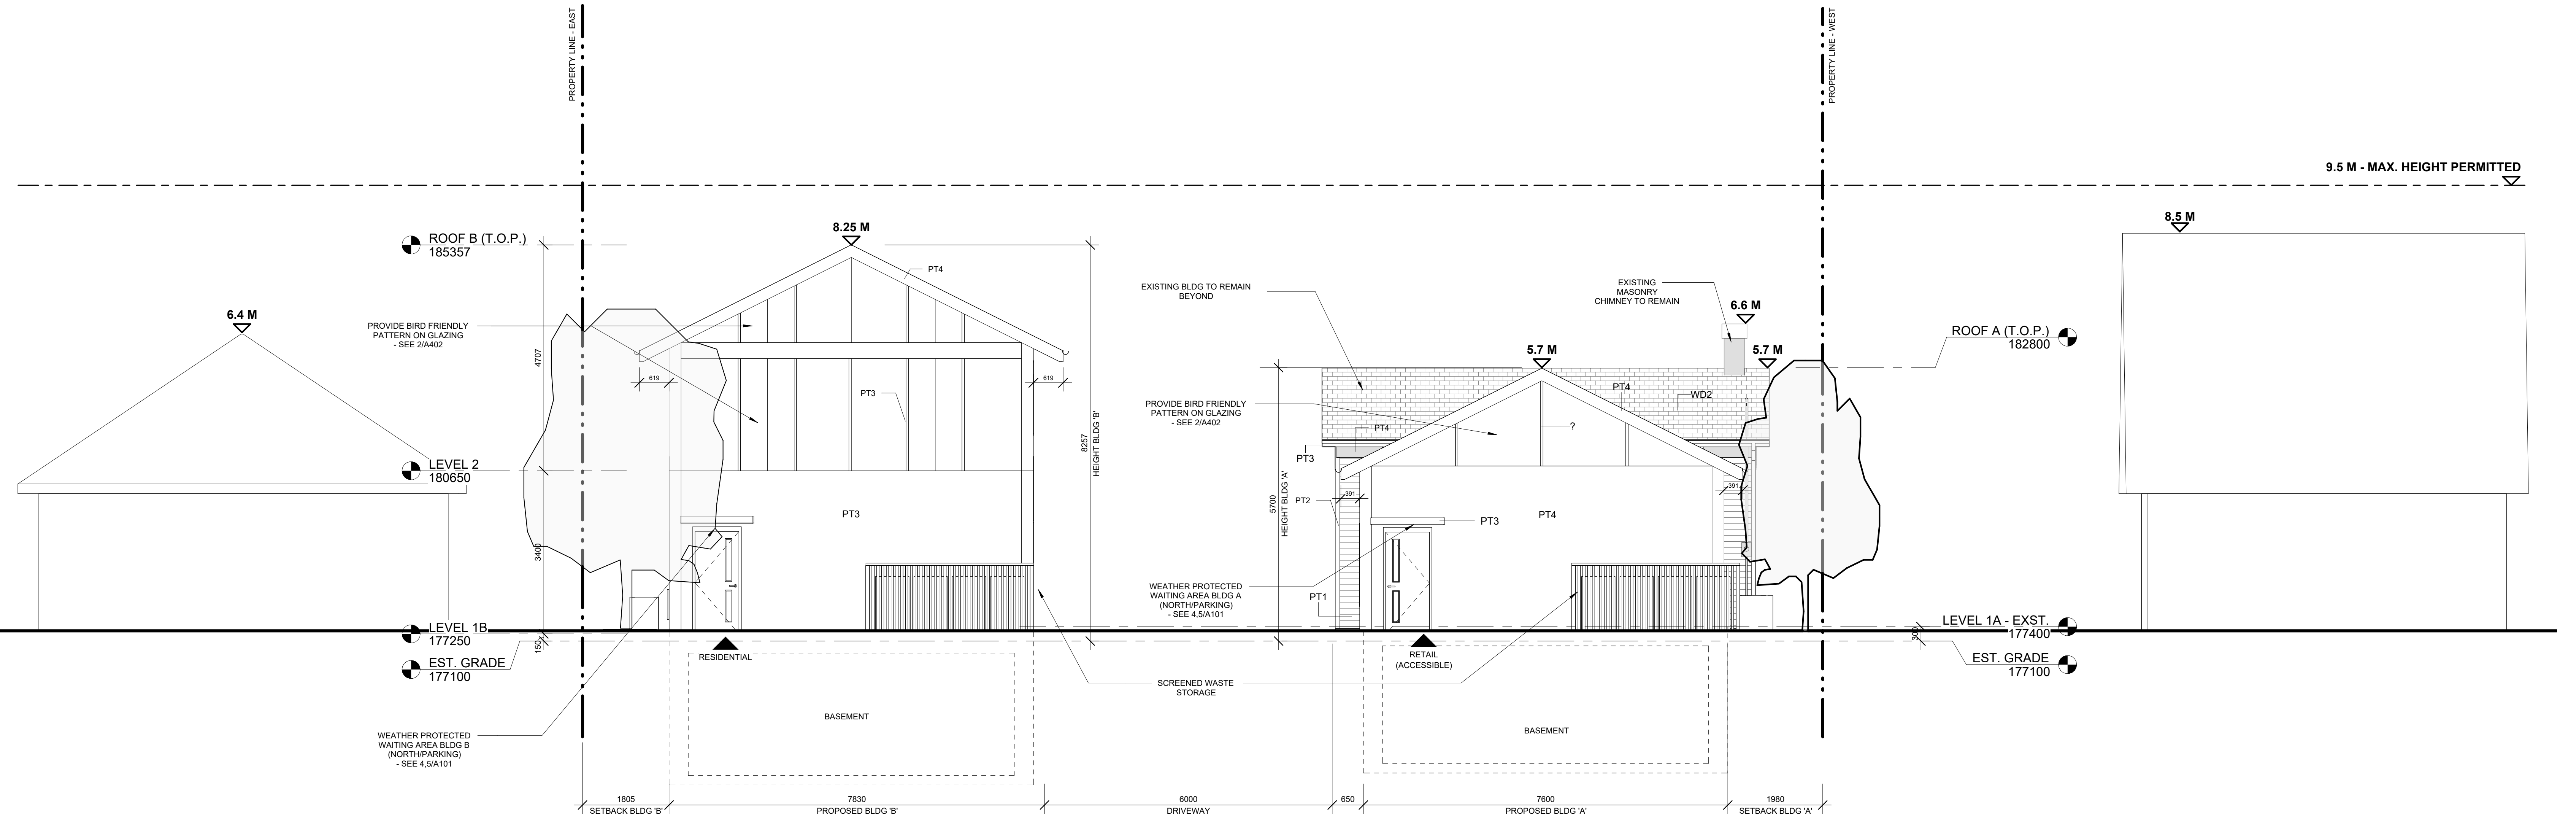 PROPERTY LINE - EAST
PROPERTY LINE - WEST
9.5 M - MAX. HEIGHT PERMITTED
8.5 M
ROOF B (T.O.P.)
185357
8.25 M
PT4
6.4 M
PROVIDE BIRD FRIENDLY
PATTERN ON GLAZING
- SEE 2/A402
4707
619
619
PT3
8257
HEIGHT BLDG 'B'
LEVEL 2
180650
PT3
3400
LEVEL 1B
177250
150
EST. GRADE
177100
RESIDENTIAL
BASEMENT
WEATHER PROTECTED
WAITING AREA BLDG B
(NORTH/PARKING)
- SEE 4,5/A101
EXISTING BLDG TO REMAIN
BEYOND
EXISTING
MASONRY
CHIMNEY TO REMAIN
6.6 M
5.7 M
5.7 M
ROOF A (T.O.P.)
182800
PT4
WD2
PROVIDE BIRD FRIENDLY
PATTERN ON GLAZING
- SEE 2/A402
PT4
?
PT3
391
391
PT2
5700
HEIGHT BLDG 'A'
PT3
PT4
WEATHER PROTECTED
WAITING AREA BLDG A
(NORTH/PARKING)
- SEE 4,5/A101
PT1
LEVEL 1A - EXST.
177400
300
EST. GRADE
177100
RETAIL
(ACCESSIBLE)
SCREENED WASTE
STORAGE
BASEMENT
1805
SETBACK BLDG 'B'
7830
PROPOSED BLDG 'B'
6000
DRIVEWAY
650
7600
PROPOSED BLDG 'A'
1980
SETBACK BLDG 'A'